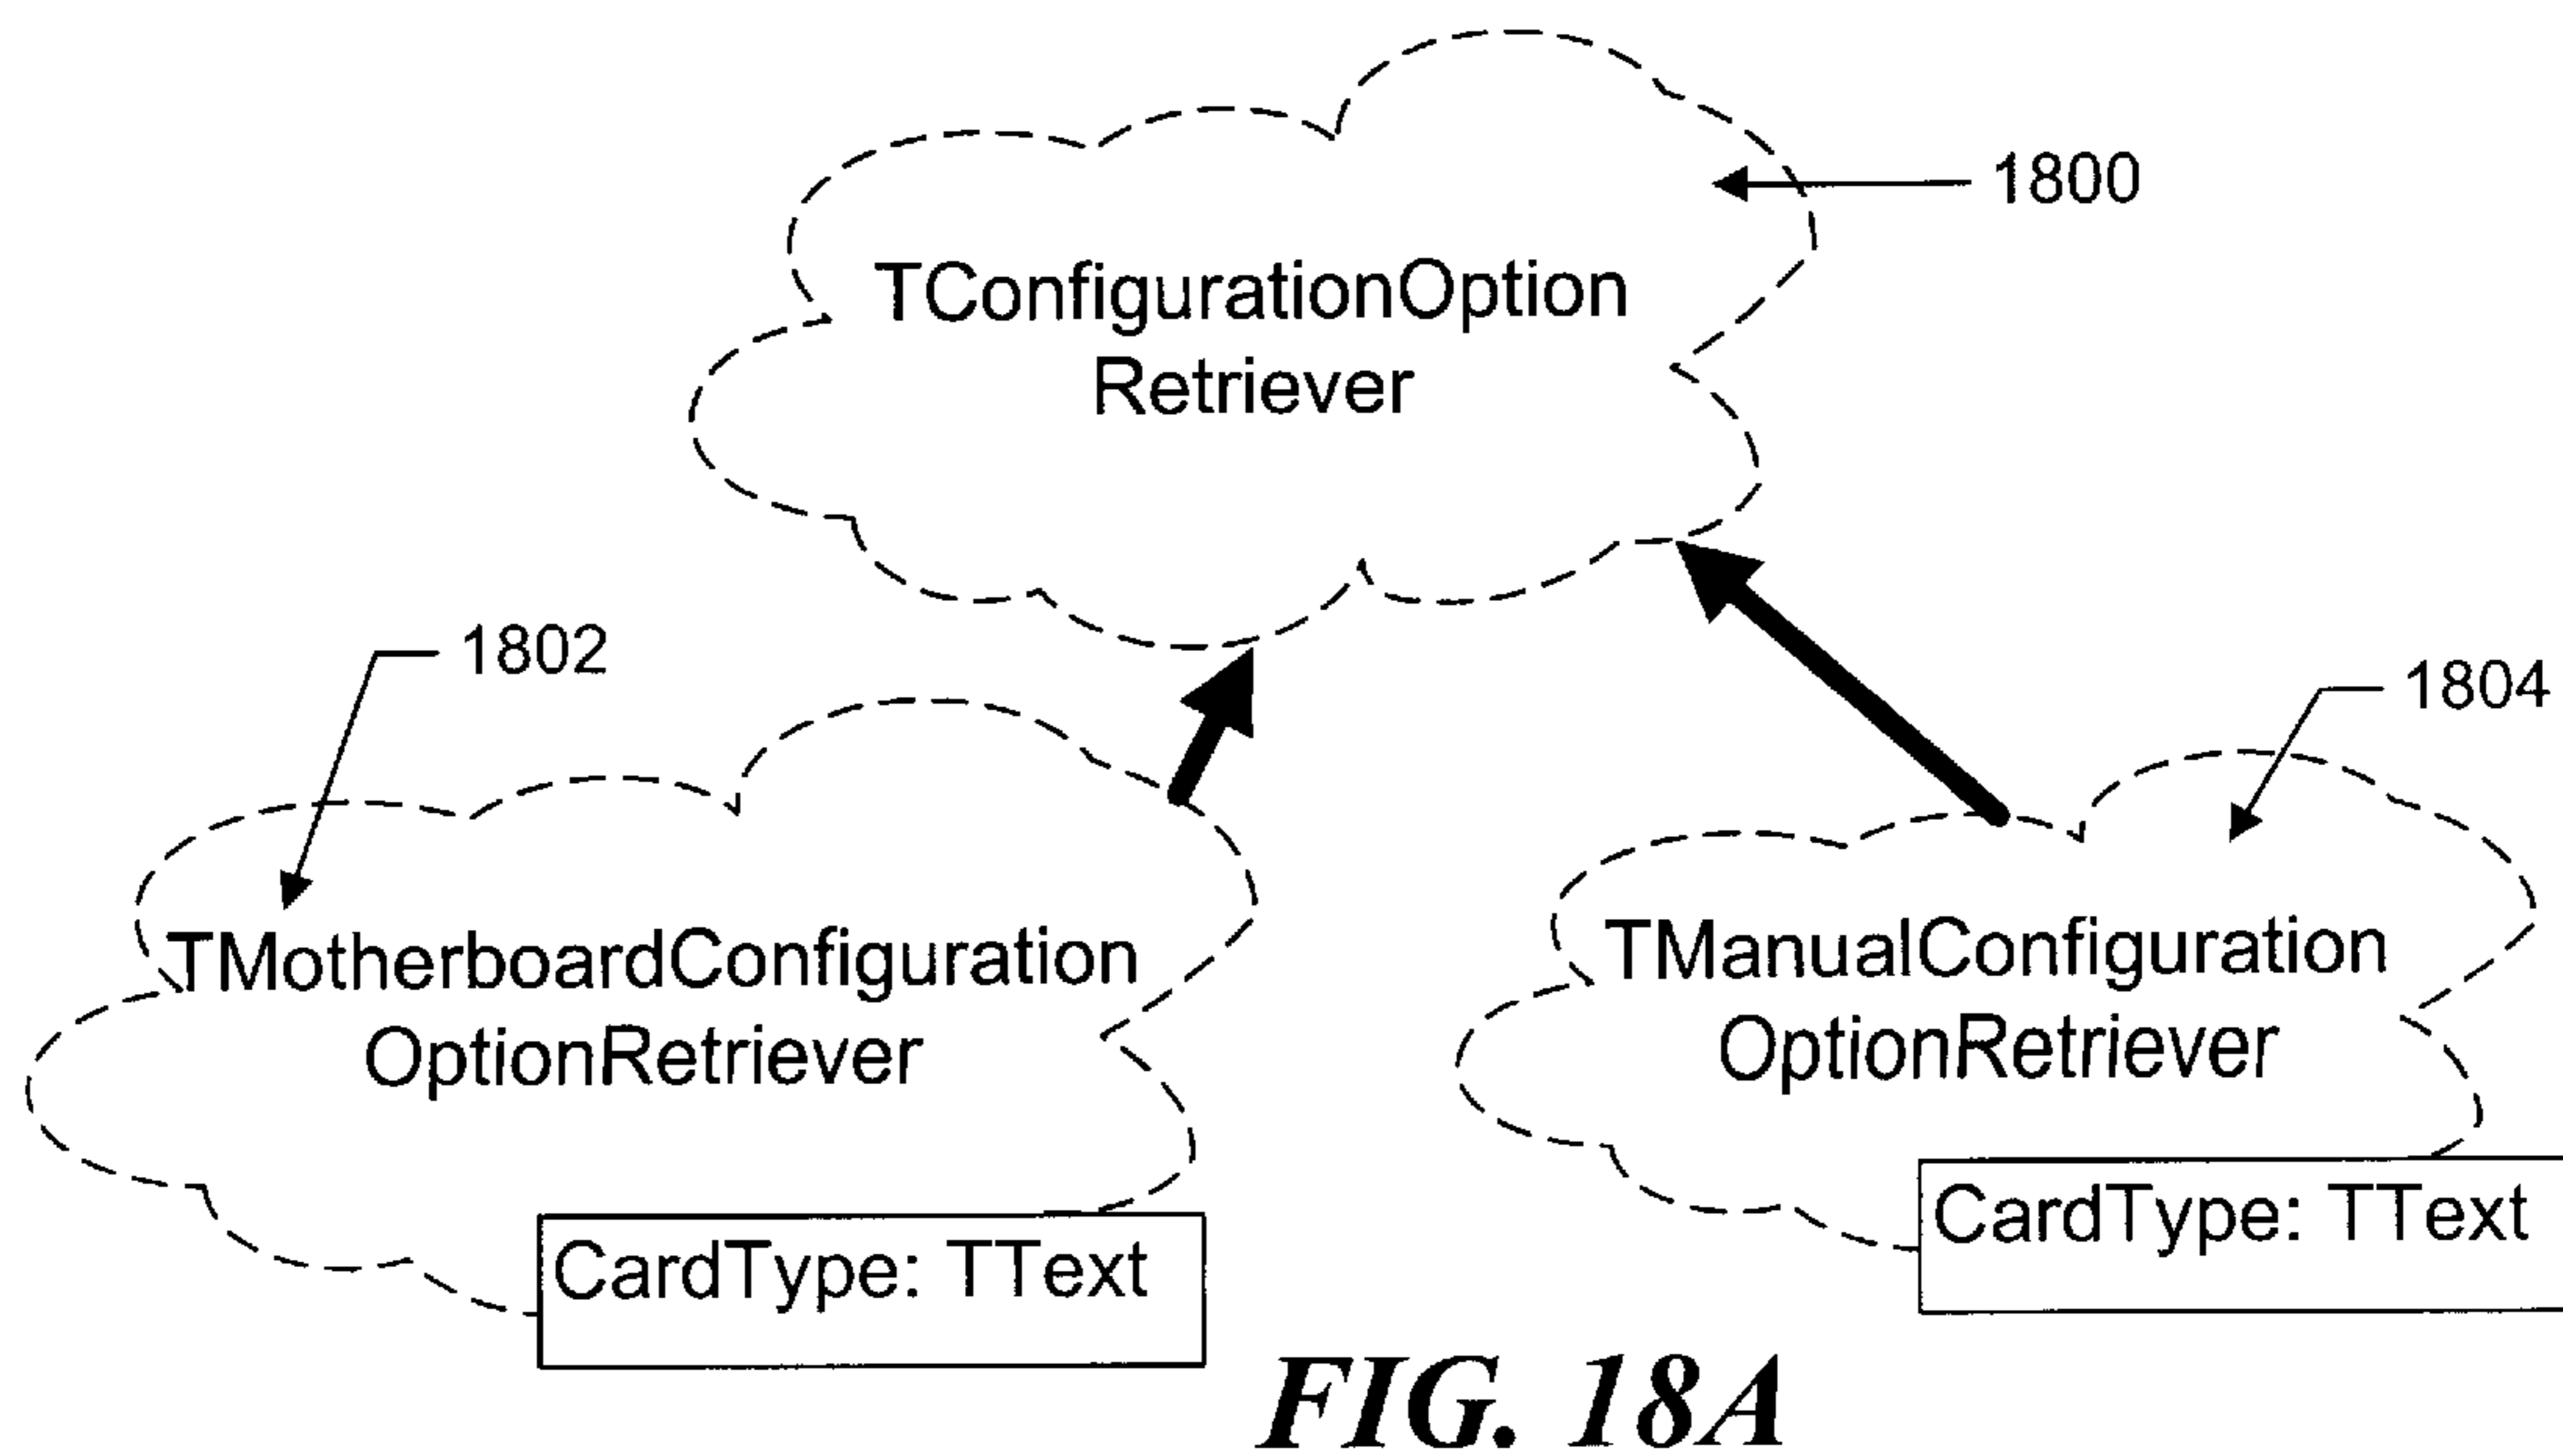 1800
TConfigurationOption
Retriever
1802
1804
TMotherboardConfiguration
OptionRetriever
TManualConfiguration
OptionRetriever
CardType: TText
CardType: TText
FIG. 18A